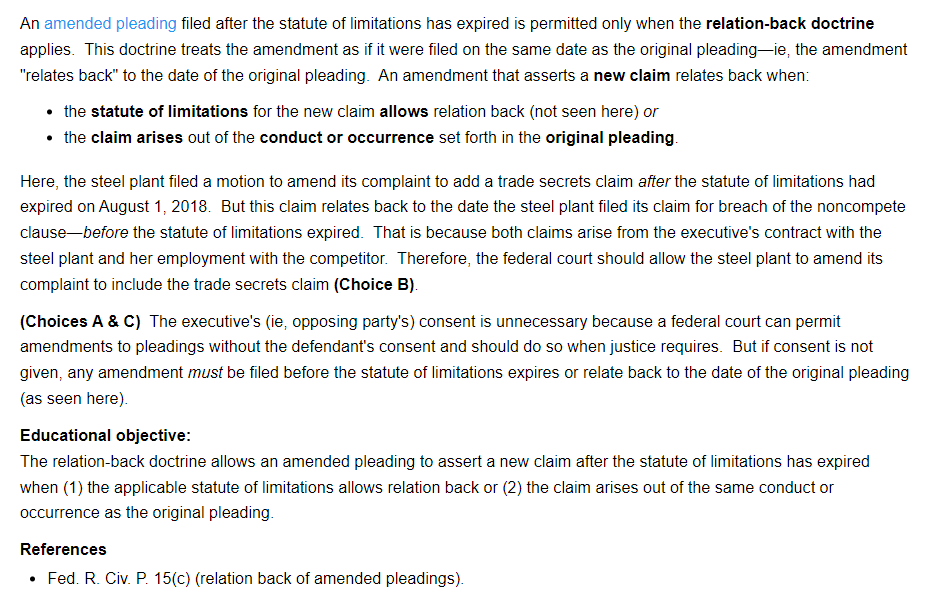 An amended pleading filed after the statute of limitations has expired is permitted only when the relation-back doctrine
applies. This doctrine treats the amendment as if it were filed on the same date as the original pleading—ie, the amendment
"relates back" to the date of the original pleading. An amendment that asserts a new claim relates back when:
• the statute of limitations for the new claim allows relation back (not seen here) or
• the claim arises out of the conduct or occurrence set forth in the original pleading.
Here, the steel plant filed a motion to amend its complaint to add a trade secrets claim after the statute of limitations had
expired on August 1, 2018. But this claim relates back to the date the steel plant filed its claim for breach of the noncompete
clause—before the statute of limitations expired. That is because both claims arise from the executive's contract with the
steel plant and her employment with the competitor. Therefore, the federal court should allow the steel plant to amend its
complaint to include the trade secrets claim (Choice B).
(Choices A & C) The executive's (ie, opposing party's) consent is unnecessary because a federal court can permit
amendments to pleadings without the defendant's consent and should do so when justice requires. But if consent is not
given, any amendment must be filed before the statute of limitations expires or relate back to the date of the original pleading
(as seen here).
Educational objective:
The relation-back doctrine allows an amended pleading to assert a new claim after the statute of limitations has expired
when (1) the applicable statute of limitations allows relation back or (2) the claim arises out of the same conduct or
occurrence as the original pleading.
References
• Fed. R. Civ. P. 15(c) (relation back of amended pleadings).